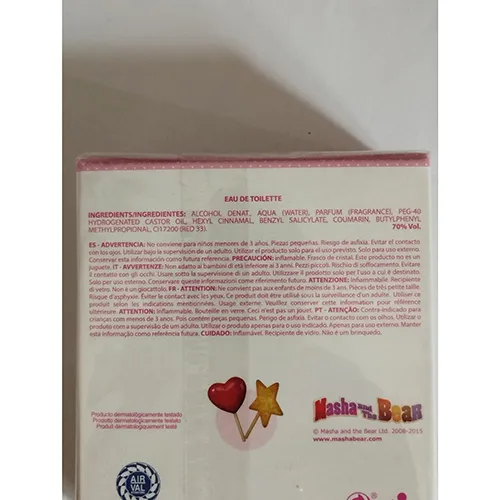 EAU DE TOILETTE
INGREDIENTS/INGREDIENTES: ALCOHOL DENAT., AQUA (WATER), PARFUM (FRAGRANCE), PEG-40
HYDROGENATED CASTOR OIL, HEXYL CINNAMAL, BENZYL SALICYLATE, COUMARIN, BUTYLPHENYL
METHYLPROPIONAL, CI17200 (RED 33). 70% Vol.
ES - ADVERTENCIA: No conviene para niños menores de 3 años. Piezas pequeñas. Riesgo de asfixia. Evitar el contacto
con los ojos. Utilizar bajo la supervisión de un adulto. Utilizar el producto solo para el uso previsto. Solo para uso externo.
Conservar esta información como futura referencia. PRECAUCIÓN: inflamable. Frasco de cristal. Este producto no es un
juguete. IT - AVVERTENZE: Non adatto ai bambini di età inferiore ai 3 anni. Pezzi piccoli. Rischio di soffocamento. Evitare
il contatto con gli occhi. Usare sotto la supervisione di un adulto. Utilizzare il prodotto solo per l'uso a cui è destinato.
Solo per uso esterno. Conservare queste informazioni come riferimento. ATTENZIONE: Infiammabile. Recipiente di
vetro. Non è un giocattolo. FR - ATTENTION: Ne convient pas aux enfants de moins de 3 ans. Pièces de très petite taille.
Risque d'asphyxie. Éviter le contact avec les yeux. Ce produit doit être utilisé sous la surveillance d'un adulte. Utiliser ce
produit selon les indications mentionnées. Usage externe. Veuillez conserver cette information pour référence
ultérieure. ATTENTION: Inflammable. Bouteille en verre. Ceci n'est pas un jouet. PT - ATENÇÃO: Contra-indicado para
crianças com menos de 3 anos. Pois contém peças pequenas. Perigo de asfixia. Evitar o contacto com os olhos. Utilizar o
produto com a supervisão de um adulto. Utilizar o produto apenas para o uso indicado. Apenas para uso externo. Manter
esta informação como referência futura. CUIDADO: Inflamável. Recipiente de vidro. Não é um brinquedo.
Masha and The Bear
© Masha and the Bear Ltd. 2008-2015
www.mashabear.com
Producto dermatológicamente testado
Prodotto dermatologicamente testato
Produit dermatologiquement testé
AIR
VAL